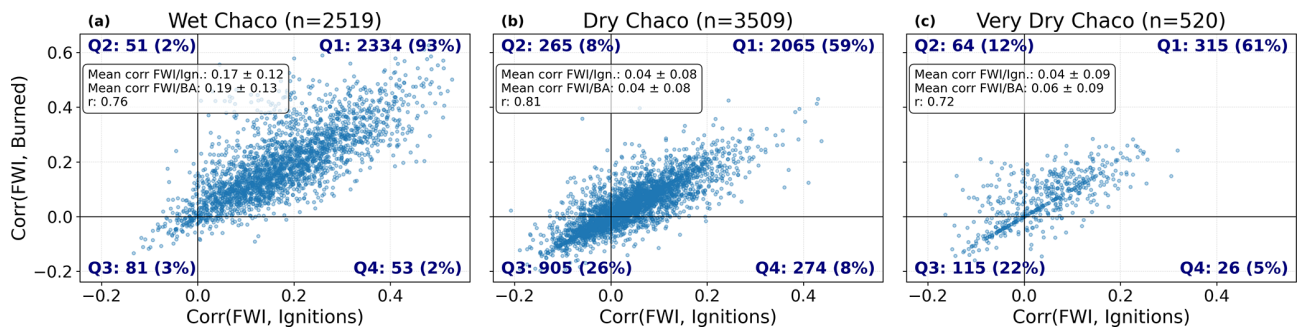 (a) Wet Chaco (n=2519)
Q2: 51 (2%) Q1: 2334 (93%)
Mean corr FWI/Ign.: 0.17 ± 0.12
Mean corr FWI/BA: 0.19 ± 0.13
r: 0.76
Q3: 81 (3%) Q4: 53 (2%)
0.6
0.4
0.2
0.0
−0.2
Corr(FWI, Burned)
−0.2 0.0 0.2 0.4
Corr(FWI, Ignitions)
(b) Dry Chaco (n=3509)
Q2: 265 (8%) Q1: 2065 (59%)
Mean corr FWI/Ign.: 0.04 ± 0.08
Mean corr FWI/BA: 0.04 ± 0.08
r: 0.81
Q3: 905 (26%) Q4: 274 (8%)
−0.2 0.0 0.2 0.4
Corr(FWI, Ignitions)
(c) Very Dry Chaco (n=520)
Q2: 64 (12%) Q1: 315 (61%)
Mean corr FWI/Ign.: 0.04 ± 0.09
Mean corr FWI/BA: 0.06 ± 0.09
r: 0.72
Q3: 115 (22%) Q4: 26 (5%)
−0.2 0.0 0.2 0.4
Corr(FWI, Ignitions)